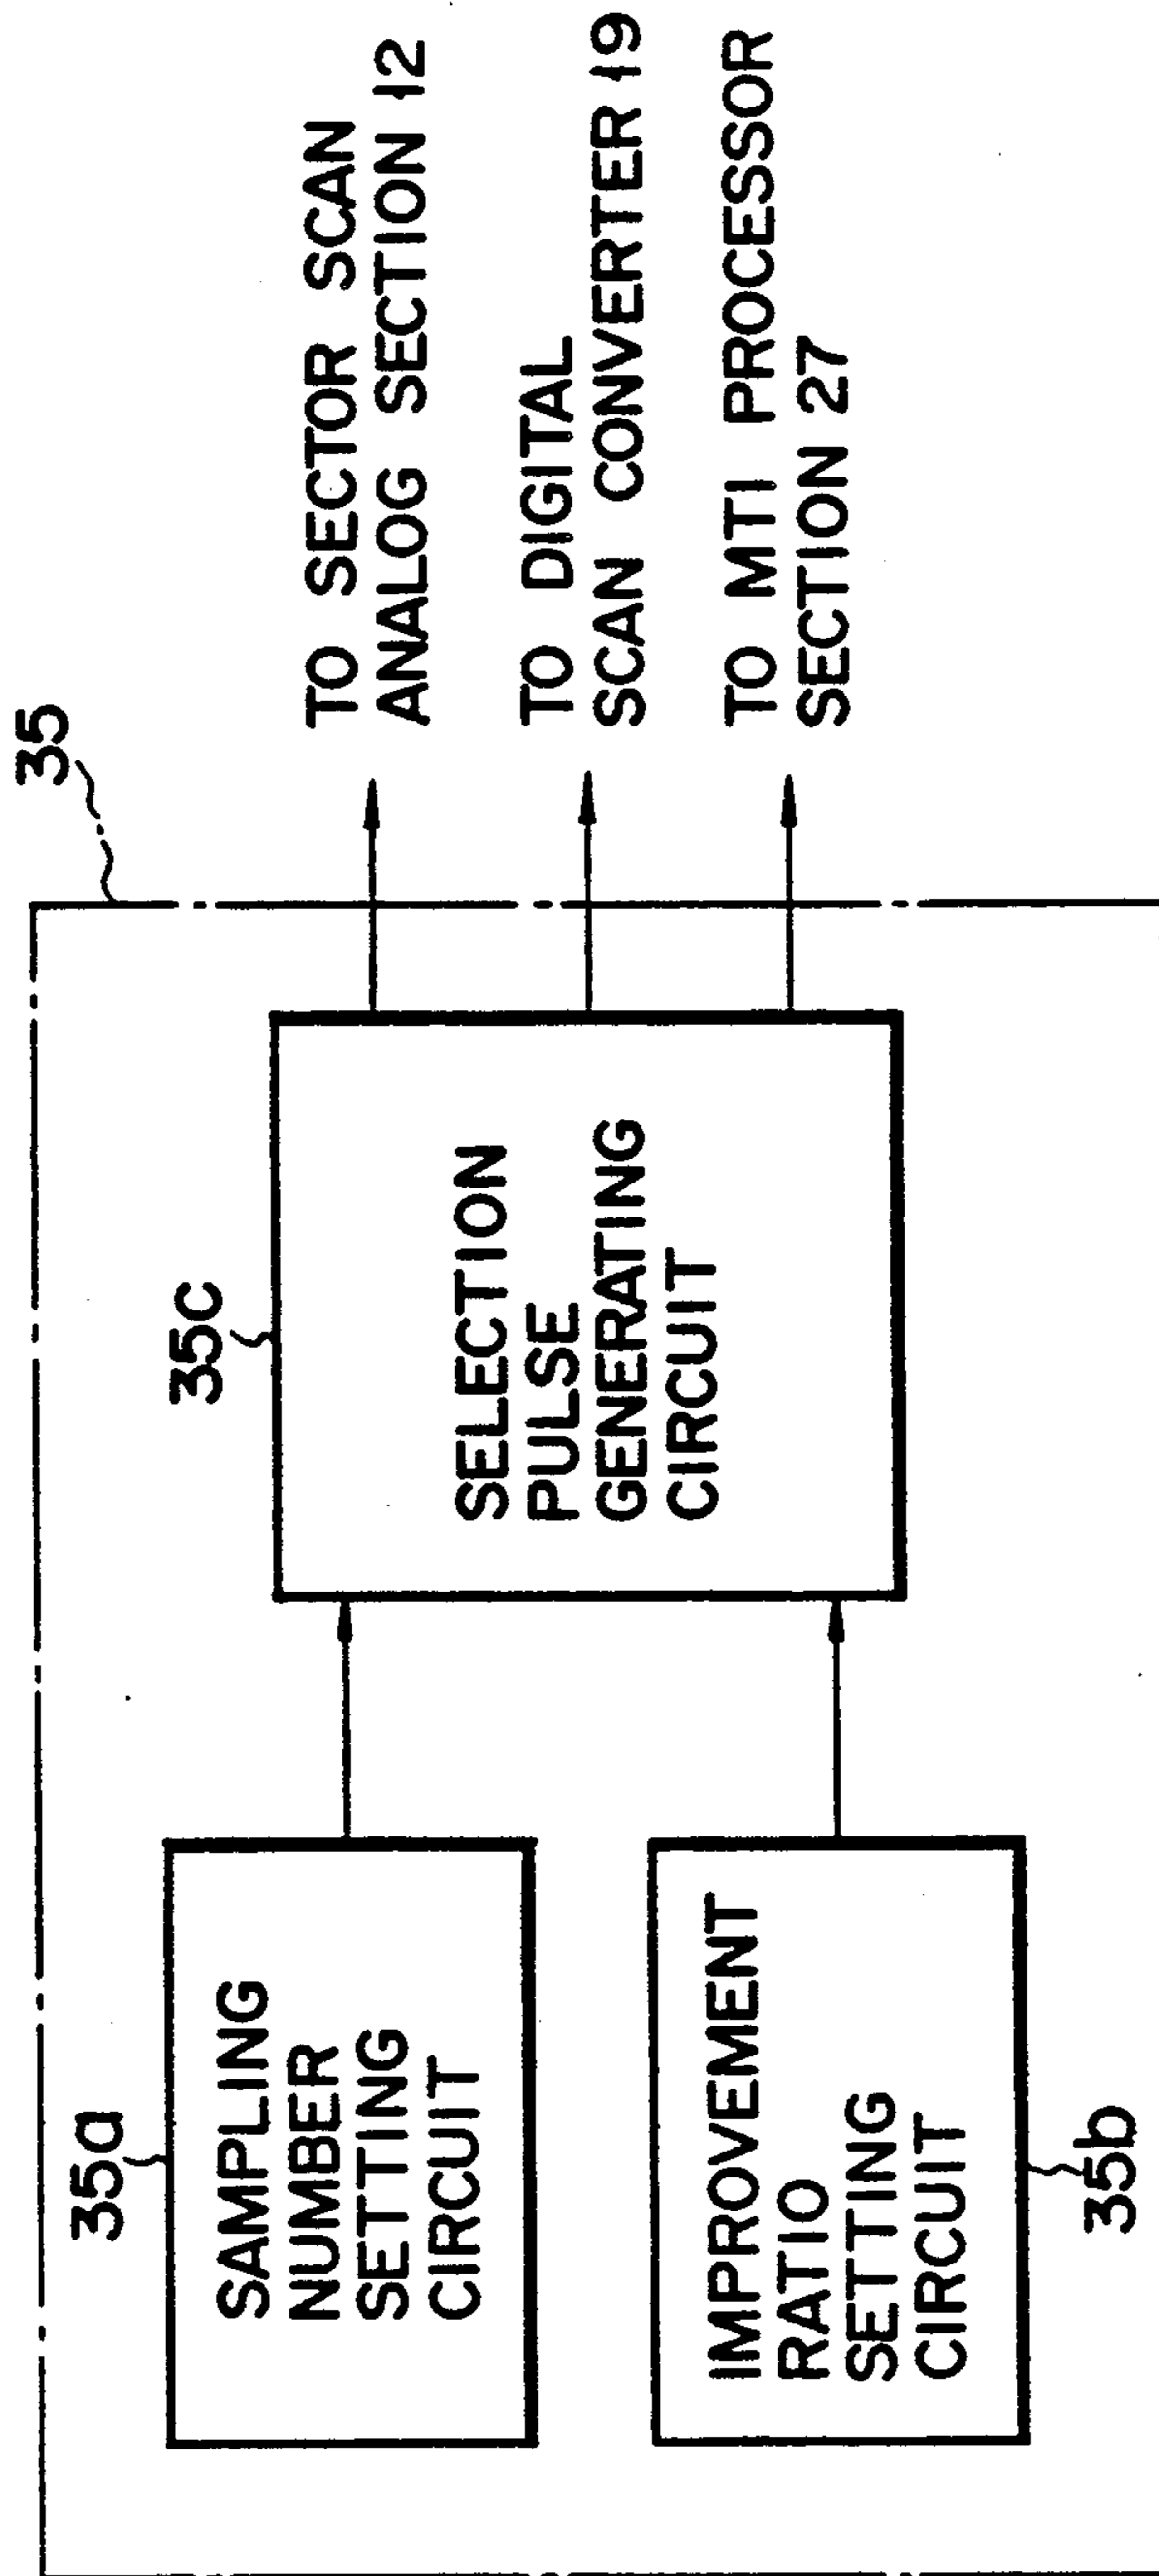 35
35a
SAMPLING
NUMBER
SETTING
CIRCUIT
35b
IMPROVEMENT
RATIO
SETTING
CIRCUIT
35c
SELECTION
PULSE
GENERATING
CIRCUIT
TO SECTOR SCAN
ANALOG SECTION 12
TO DIGITAL
SCAN CONVERTER 19
TO MTI PROCESSOR
SECTION 27